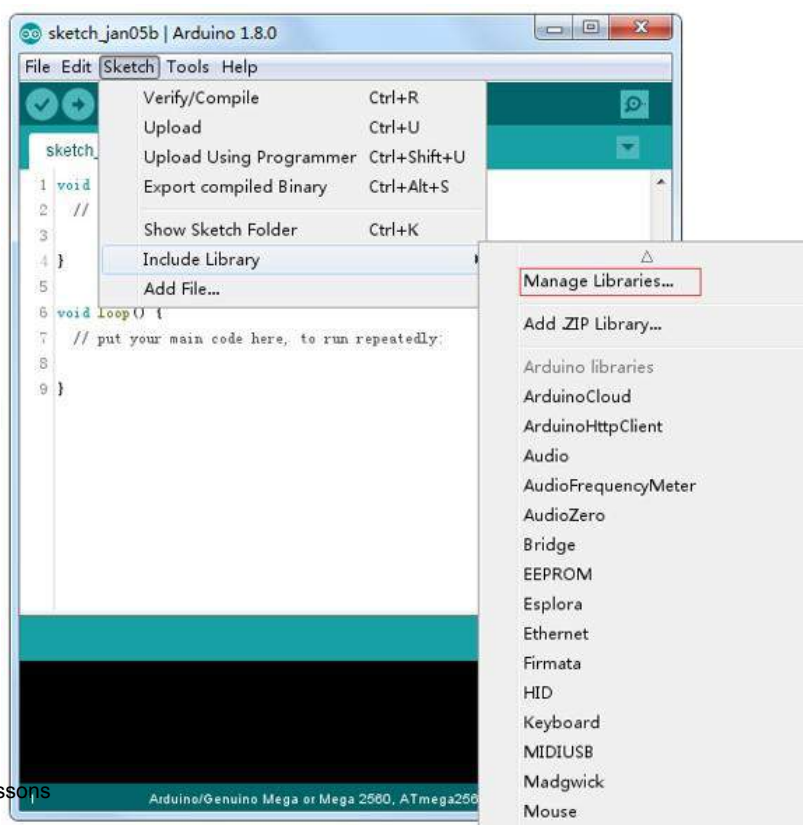 sketch_jan05b | Arduino 1.8.0
File Edit Sketch Tools Help
Verify/Compile Ctrl+R
Upload Ctrl+U
Upload Using Programmer Ctrl+Shift+U
Export compiled Binary Ctrl+Alt+S
Show Sketch Folder Ctrl+K
Include Library
Add File...
sketch_
1 void
2 //
3
4 }
5
6 void loop() {
7 // put your main code here, to run repeatedly:
8
9 }
Manage Libraries...
Add .ZIP Library...
Arduino libraries
ArduinoCloud
ArduinoHttpClient
Audio
AudioFrequencyMeter
AudioZero
Bridge
EEPROM
Esplora
Ethernet
Firmata
HID
Keyboard
MIDIUSB
Madgwick
Mouse
ssons
1 Arduino/Genuino Mega or Mega 2560, ATmega256